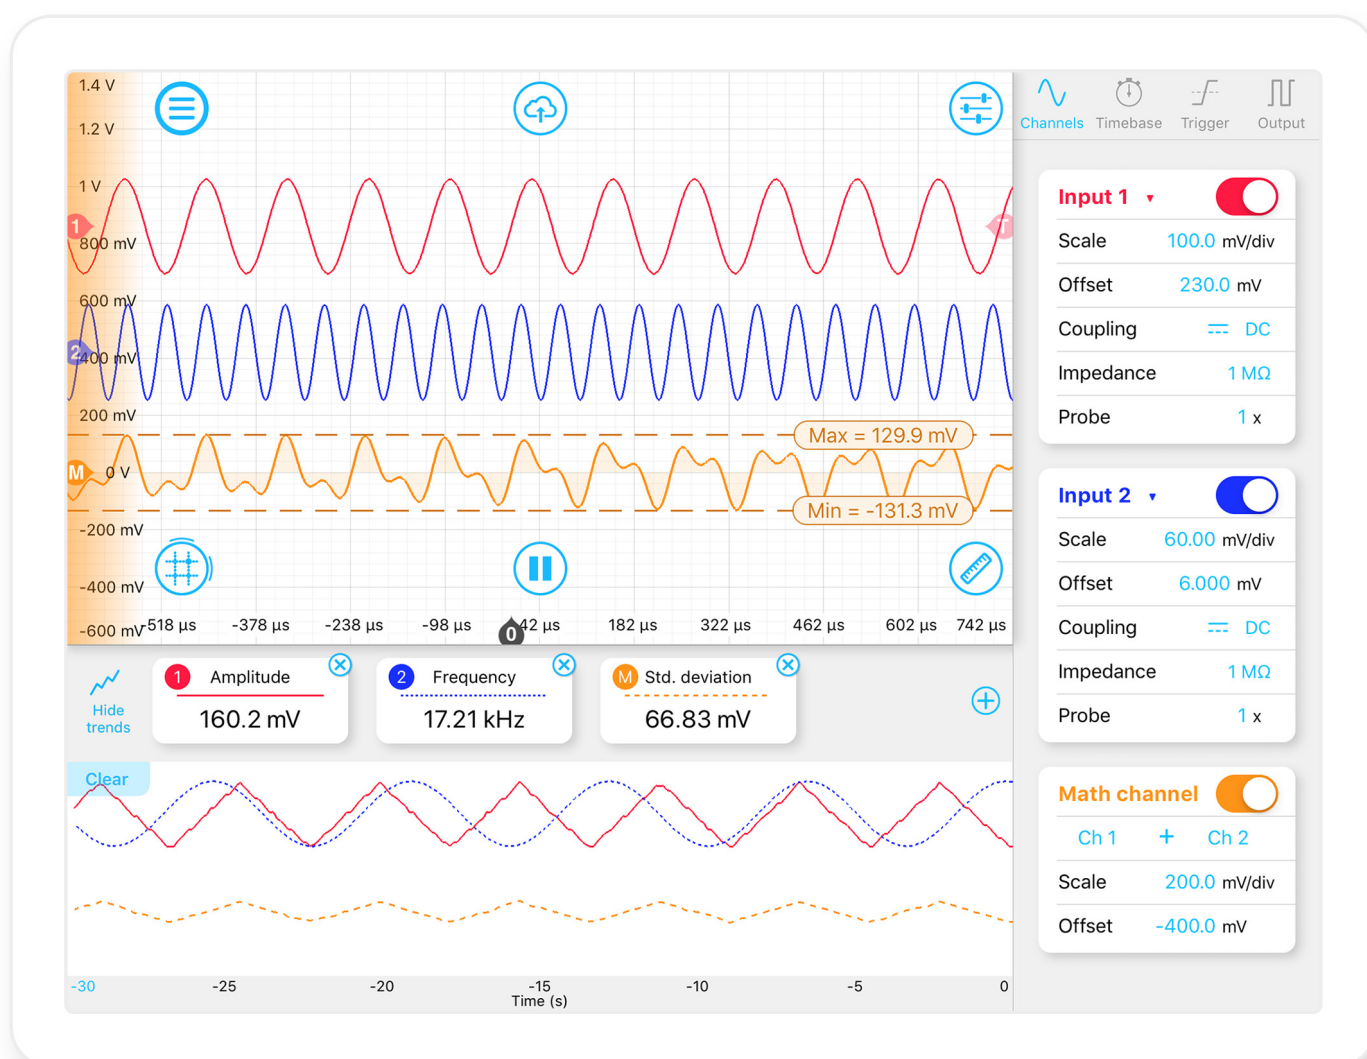 1.4 V
1.2 V
1 V
800 mV
600 mV
400 mV
200 mV
0 V
-200 mV
-400 mV
-600 mV
1
2
M
T
Max = 129.9 mV
Min = -131.3 mV
-518 µs -378 µs -238 µs -98 µs 0 42 µs 182 µs 322 µs 462 µs 602 µs 742 µs
Hide
trends
1 Amplitude
160.2 mV
2 Frequency
17.21 kHz
M Std. deviation
66.83 mV
Clear
-30 -25 -20 -15 -10 -5 0
Time (s)
Channels Timebase Trigger Output
Input 1
Scale 100.0 mV/div
Offset 230.0 mV
Coupling DC
Impedance 1 MΩ
Probe 1 x
Input 2
Scale 60.00 mV/div
Offset 6.000 mV
Coupling DC
Impedance 1 MΩ
Probe 1 x
Math channel
Ch 1 + Ch 2
Scale 200.0 mV/div
Offset -400.0 mV